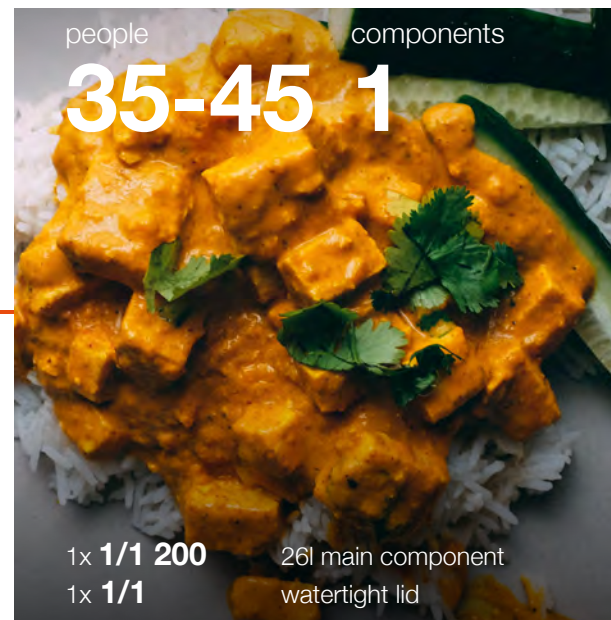 people components
35-45 1
1x 1/1 200 26l main component
1x 1/1 watertight lid